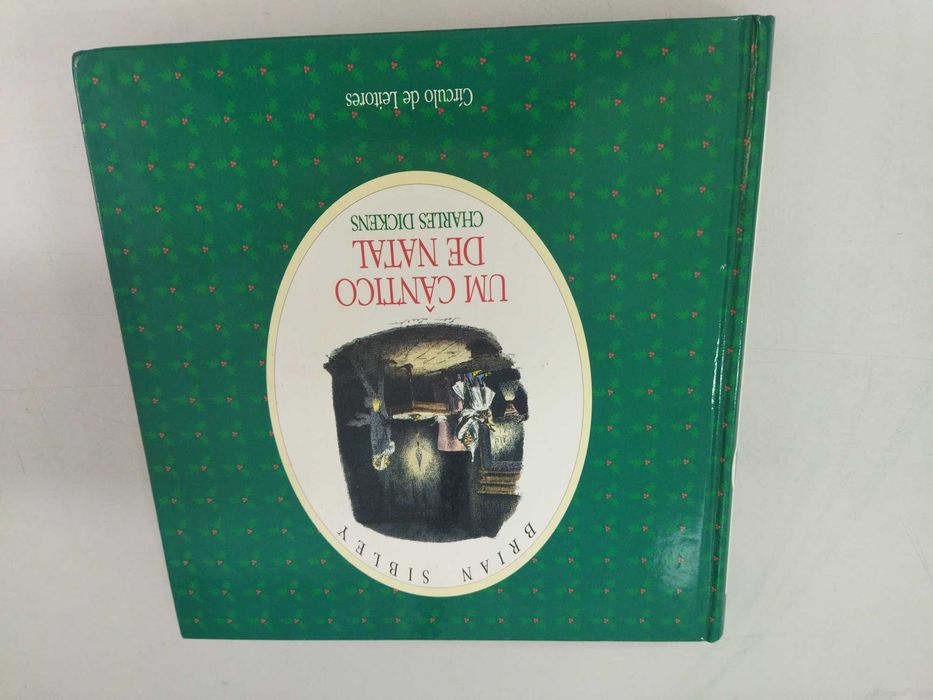 BRIAN SIBLEY
UM CÂNTICO
DE NATAL
CHARLES DICKENS
Círculo de Leitores